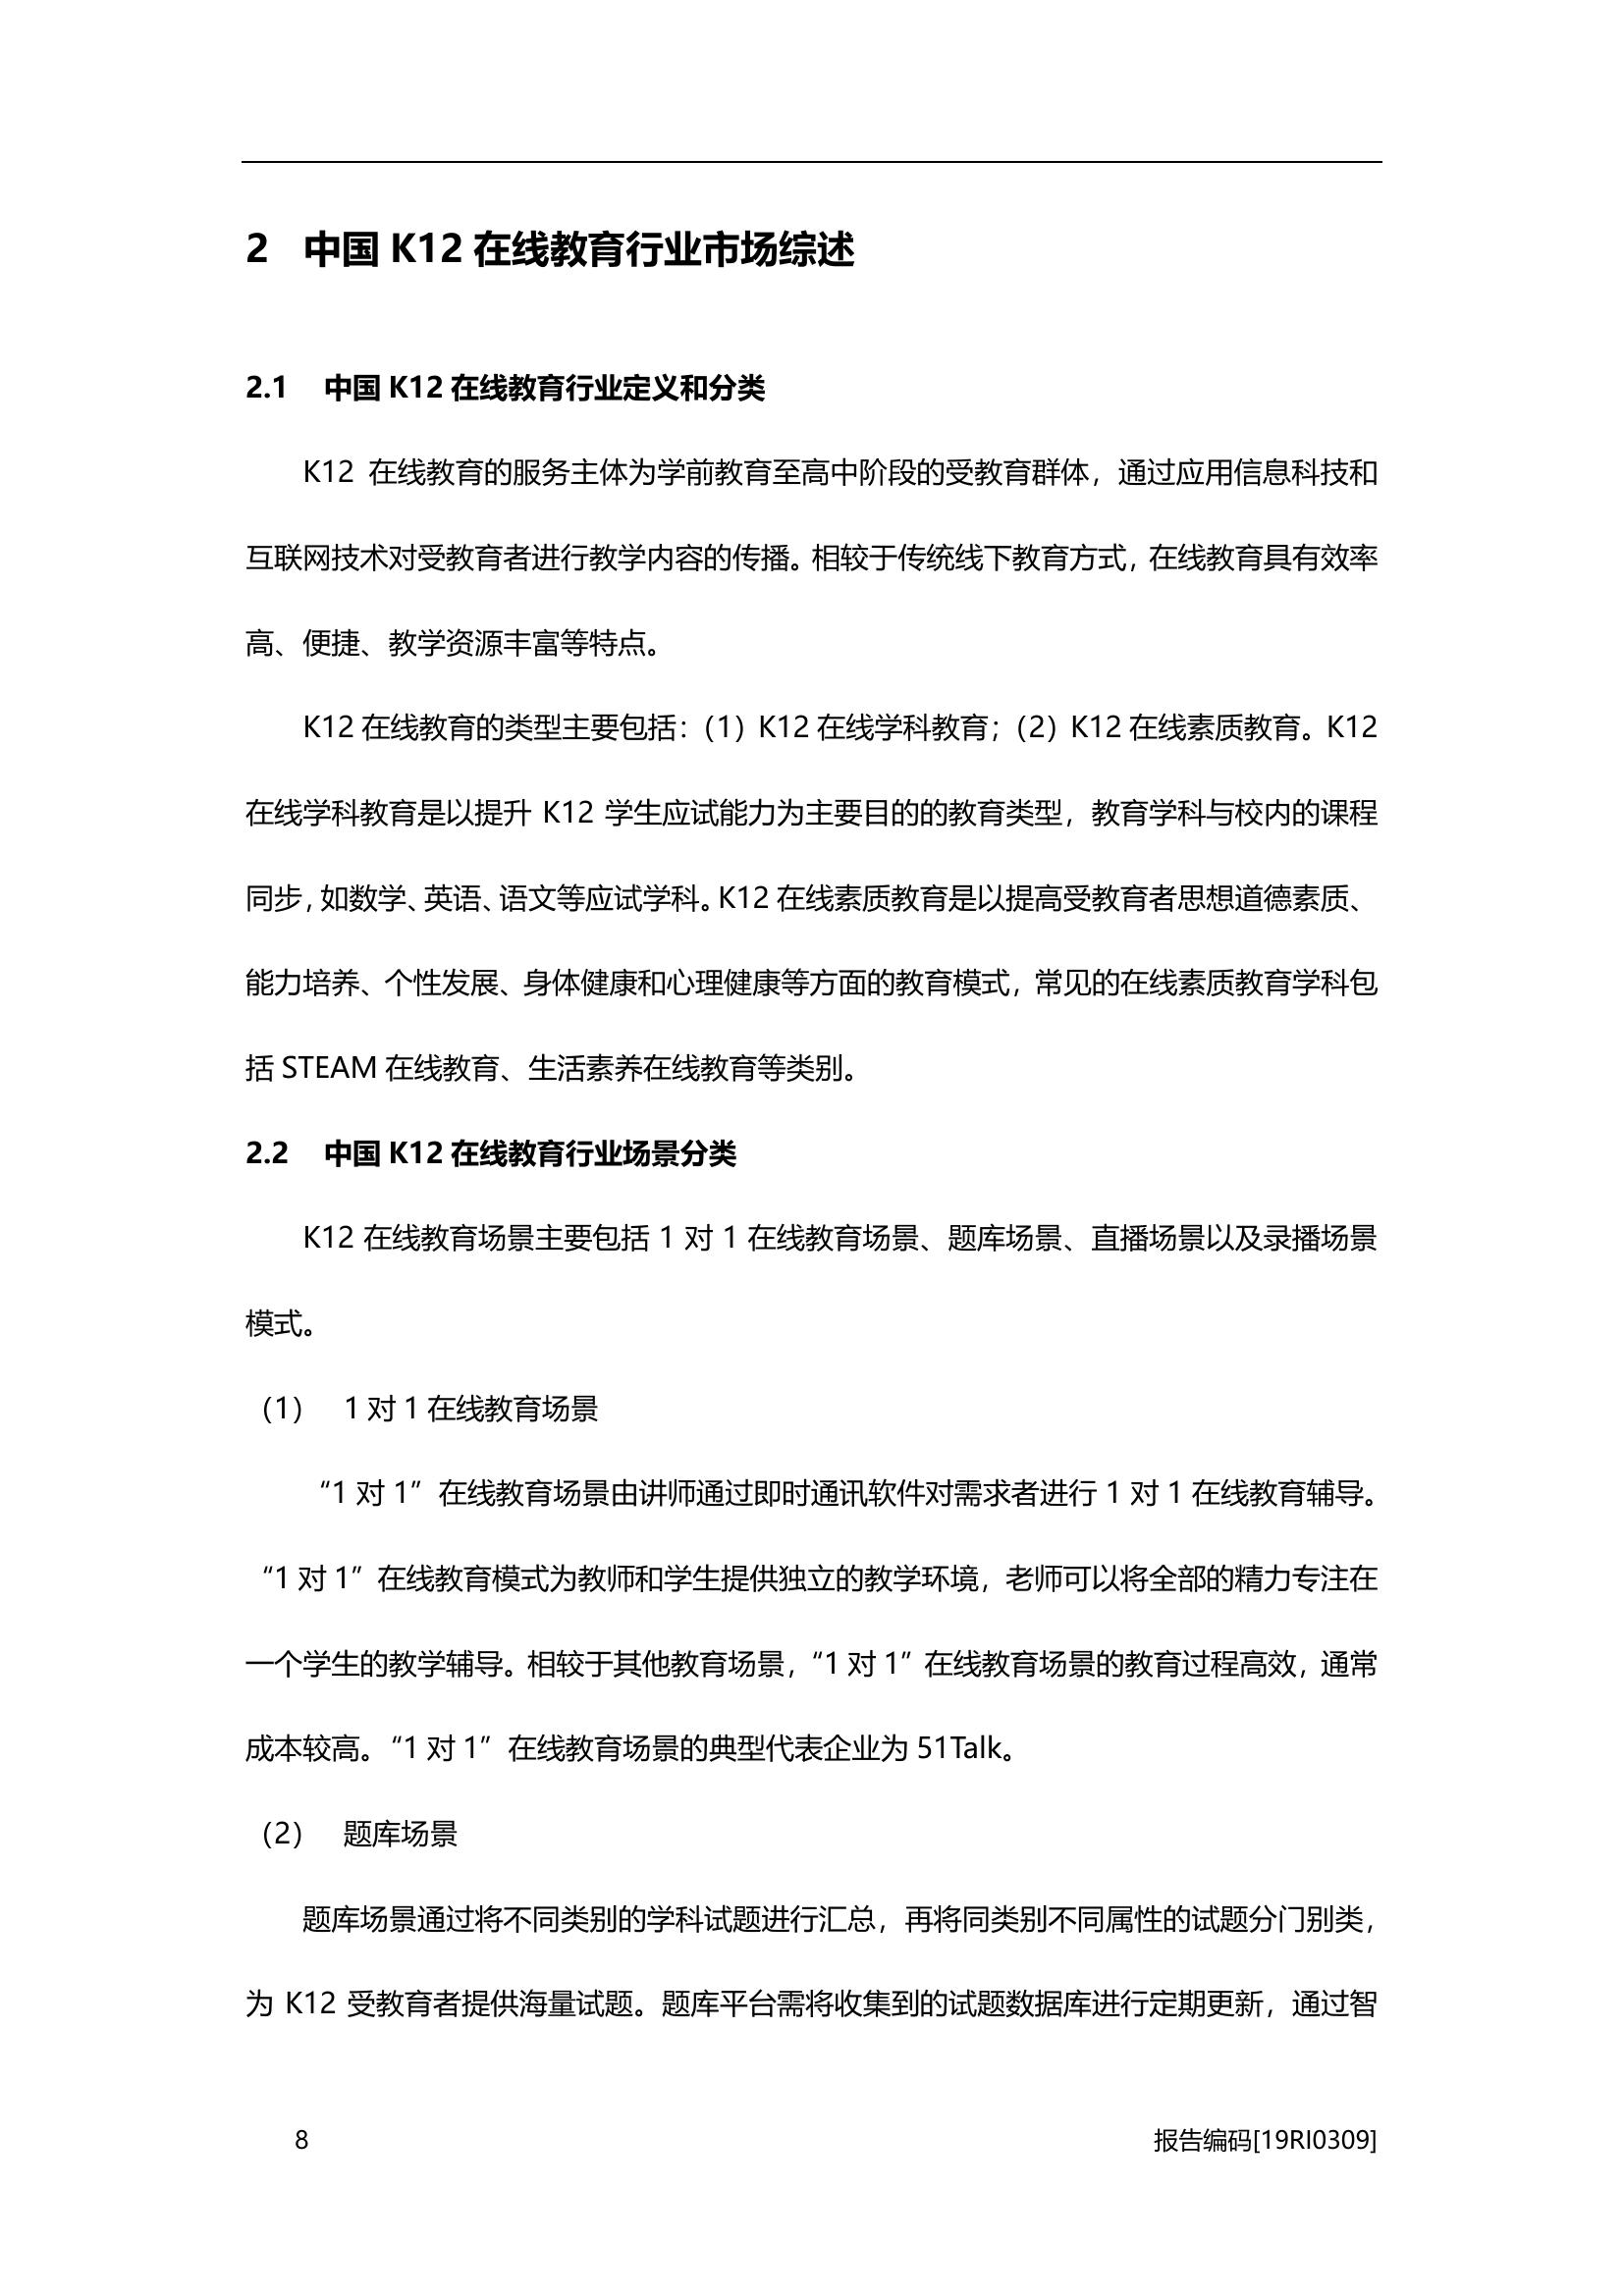 2 中国 K12 在线教育行业市场综述
2.1 中国 K12 在线教育行业定义和分类
K12 在线教育的服务主体为学前教育至高中阶段的受教育群体，通过应用信息科技和
互联网技术对受教育者进行教学内容的传播。相较于传统线下教育方式，在线教育具有效率
高、便捷、教学资源丰富等特点。
K12 在线教育的类型主要包括：（1）K12 在线学科教育；（2）K12 在线素质教育。K12
在线学科教育是以提升 K12 学生应试能力为主要目的的教育类型，教育学科与校内的课程
同步，如数学、英语、语文等应试学科。K12 在线素质教育是以提高受教育者思想道德素质、
能力培养、个性发展、身体健康和心理健康等方面的教育模式，常见的在线素质教育学科包
括 STEAM 在线教育、生活素养在线教育等类别。
2.2 中国 K12 在线教育行业场景分类
K12 在线教育场景主要包括 1 对 1 在线教育场景、题库场景、直播场景以及录播场景
模式。
（1） 1 对 1 在线教育场景
“1 对 1”在线教育场景由讲师通过即时通讯软件对需求者进行 1 对 1 在线教育辅导。
“1 对 1”在线教育模式为教师和学生提供独立的教学环境，老师可以将全部的精力专注在
一个学生的教学辅导。相较于其他教育场景，“1 对 1”在线教育场景的教育过程高效，通常
成本较高。“1 对 1”在线教育场景的典型代表企业为 51Talk。
（2） 题库场景
题库场景通过将不同类别的学科试题进行汇总，再将同类别不同属性的试题分门别类，
为 K12 受教育者提供海量试题。题库平台需将收集到的试题数据库进行定期更新，通过智
8 报告编码[19RI0309]